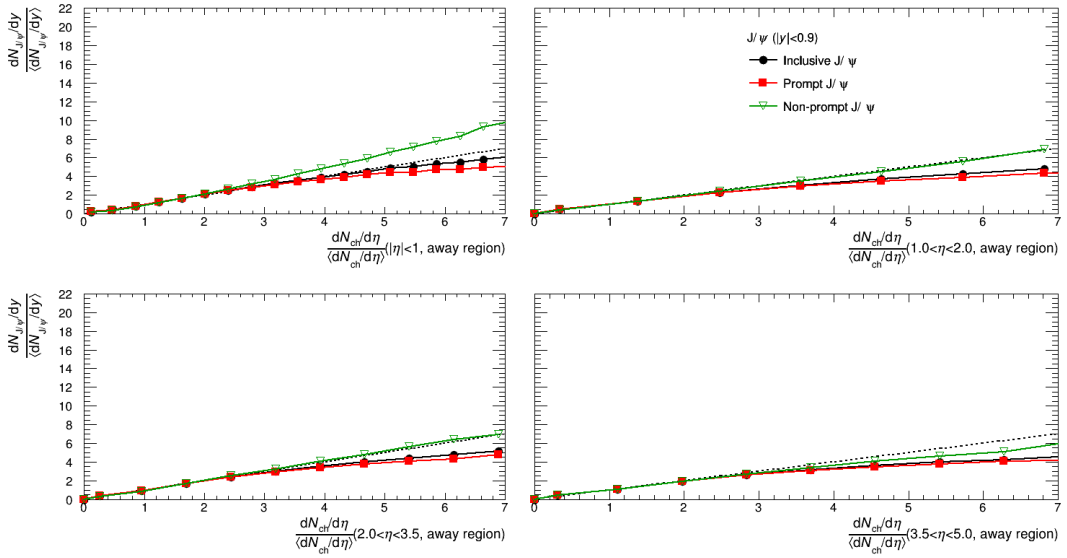 22
20
18
16
14
12
10
8
6
4
2
0
dN_J/ψ/dy
⟨dN_J/ψ/dy⟩
0 1 2 3 4 5 6 7
dN_ch/dη
⟨dN_ch/dη⟩ (|η|<1, away region)
J/ψ (|y|<0.9)
Inclusive J/ψ
Prompt J/ψ
Non-prompt J/ψ
0 1 2 3 4 5 6 7
dN_ch/dη
⟨dN_ch/dη⟩ (1.0<η<2.0, away region)
22
20
18
16
14
12
10
8
6
4
2
0
dN_J/ψ/dy
⟨dN_J/ψ/dy⟩
0 1 2 3 4 5 6 7
dN_ch/dη
⟨dN_ch/dη⟩ (2.0<η<3.5, away region)
0 1 2 3 4 5 6 7
dN_ch/dη
⟨dN_ch/dη⟩ (3.5<η<5.0, away region)